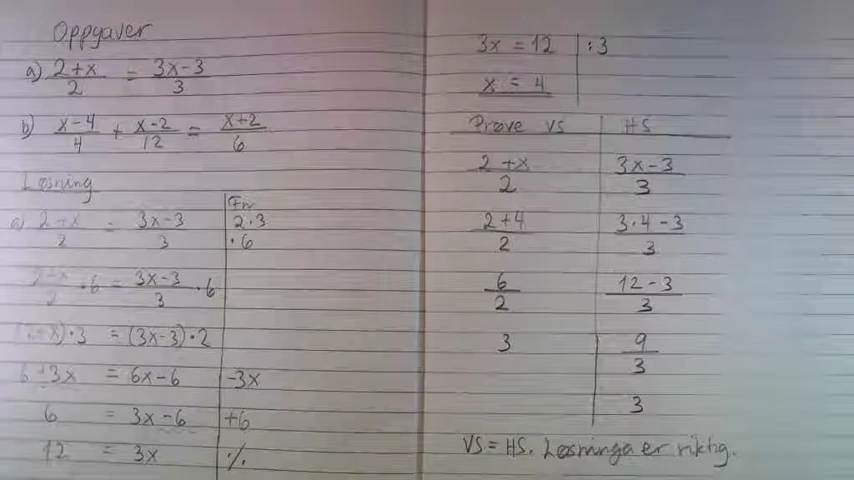 Oppgaver
a) (2+x)/2 = (3x-3)/3
b) (x-4)/4 + (x-2)/12 = (x+2)/6
Løsning
a) (2+x)/2 = (3x-3)/3 | Fn 2·3 ·6
(2+x)/2 ·6 = (3x-3)/3 ·6
(2+x)·3 = (3x-3)·2
6+3x = 6x-6 | -3x
6 = 3x-6 | +6
12 = 3x | ·/.
3x = 12 | :3
x = 4
Prøve VS | HS
(2+x)/2 | (3x-3)/3
(2+4)/2 | (3·4-3)/3
6/2 | (12-3)/3
3 | 9/3
3
VS = HS. Løsninga er riktig.